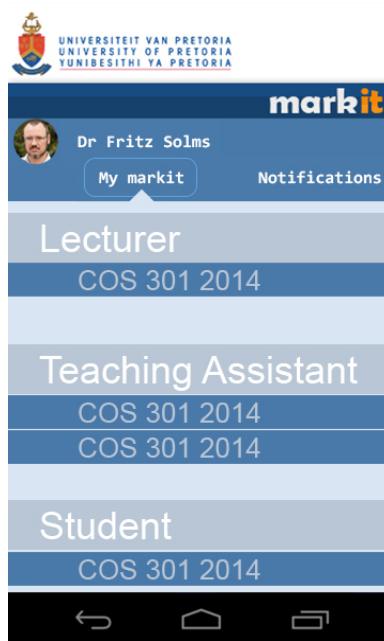 UNIVERSITEIT VAN PRETORIA
UNIVERSITY OF PRETORIA
YUNIBESITHI YA PRETORIA
markit
Dr Fritz Solms
My markit
Notifications
Lecturer
COS 301 2014
Teaching Assistant
COS 301 2014
COS 301 2014
Student
COS 301 2014